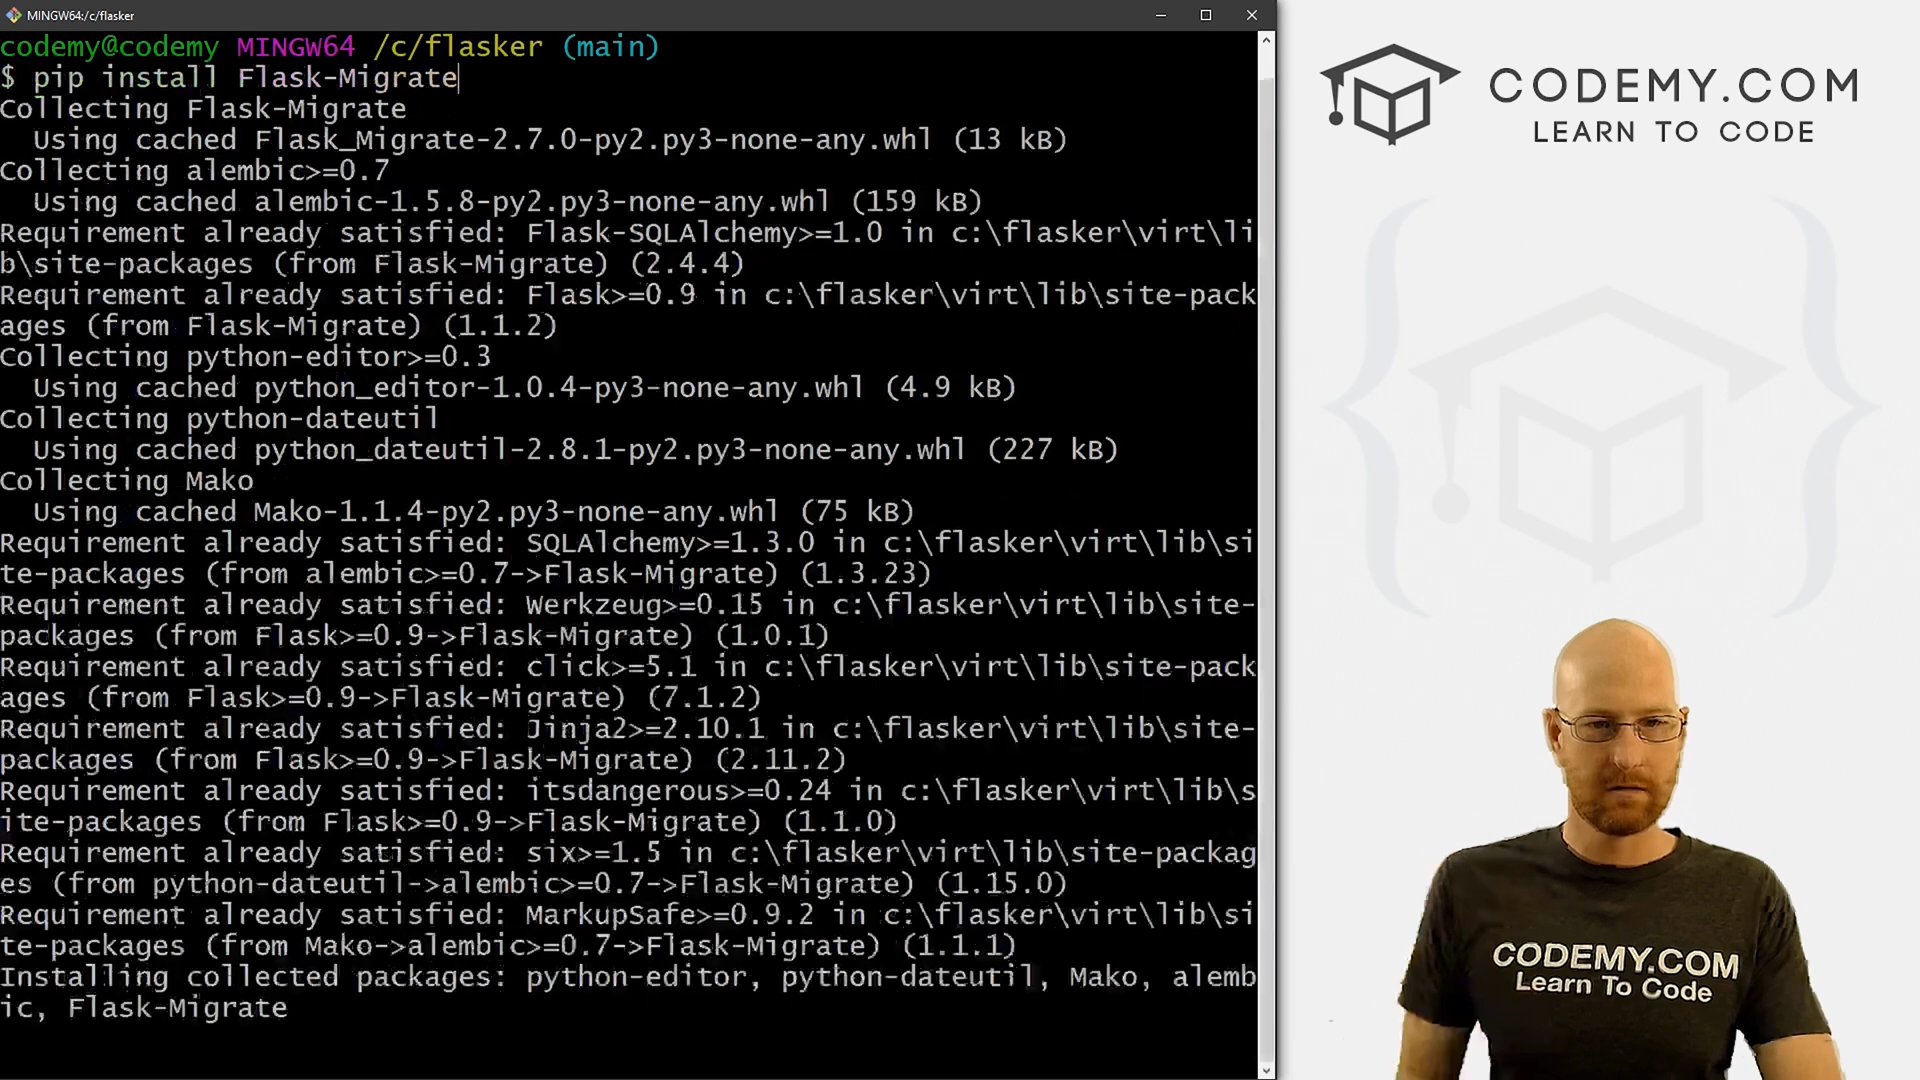 MINGW64:/c/flasker
codemy@codemy MINGW64 /c/flasker (main)
$ pip install Flask-Migrate
Collecting Flask-Migrate
  Using cached Flask_Migrate-2.7.0-py2.py3-none-any.whl (13 kB)
Collecting alembic>=0.7
  Using cached alembic-1.5.8-py2.py3-none-any.whl (159 kB)
Requirement already satisfied: Flask-SQLAlchemy>=1.0 in c:\flasker\virt\li
b\site-packages (from Flask-Migrate) (2.4.4)
Requirement already satisfied: Flask>=0.9 in c:\flasker\virt\lib\site-pack
ages (from Flask-Migrate) (1.1.2)
Collecting python-editor>=0.3
  Using cached python_editor-1.0.4-py3-none-any.whl (4.9 kB)
Collecting python-dateutil
  Using cached python_dateutil-2.8.1-py2.py3-none-any.whl (227 kB)
Collecting Mako
  Using cached Mako-1.1.4-py2.py3-none-any.whl (75 kB)
Requirement already satisfied: SQLAlchemy>=1.3.0 in c:\flasker\virt\lib\si
te-packages (from alembic>=0.7->Flask-Migrate) (1.3.23)
Requirement already satisfied: Werkzeug>=0.15 in c:\flasker\virt\lib\site-
packages (from Flask>=0.9->Flask-Migrate) (1.0.1)
Requirement already satisfied: click>=5.1 in c:\flasker\virt\lib\site-pack
ages (from Flask>=0.9->Flask-Migrate) (7.1.2)
Requirement already satisfied: Jinja2>=2.10.1 in c:\flasker\virt\lib\site-
packages (from Flask>=0.9->Flask-Migrate) (2.11.2)
Requirement already satisfied: itsdangerous>=0.24 in c:\flasker\virt\lib\s
ite-packages (from Flask>=0.9->Flask-Migrate) (1.1.0)
Requirement already satisfied: six>=1.5 in c:\flasker\virt\lib\site-packag
es (from python-dateutil->alembic>=0.7->Flask-Migrate) (1.15.0)
Requirement already satisfied: MarkupSafe>=0.9.2 in c:\flasker\virt\lib\si
te-packages (from Mako->alembic>=0.7->Flask-Migrate) (1.1.1)
Installing collected packages: python-editor, python-dateutil, Mako, alemb
ic, Flask-Migrate
CODEMY.COM
LEARN TO CODE
CODEMY.COM
Learn To Code